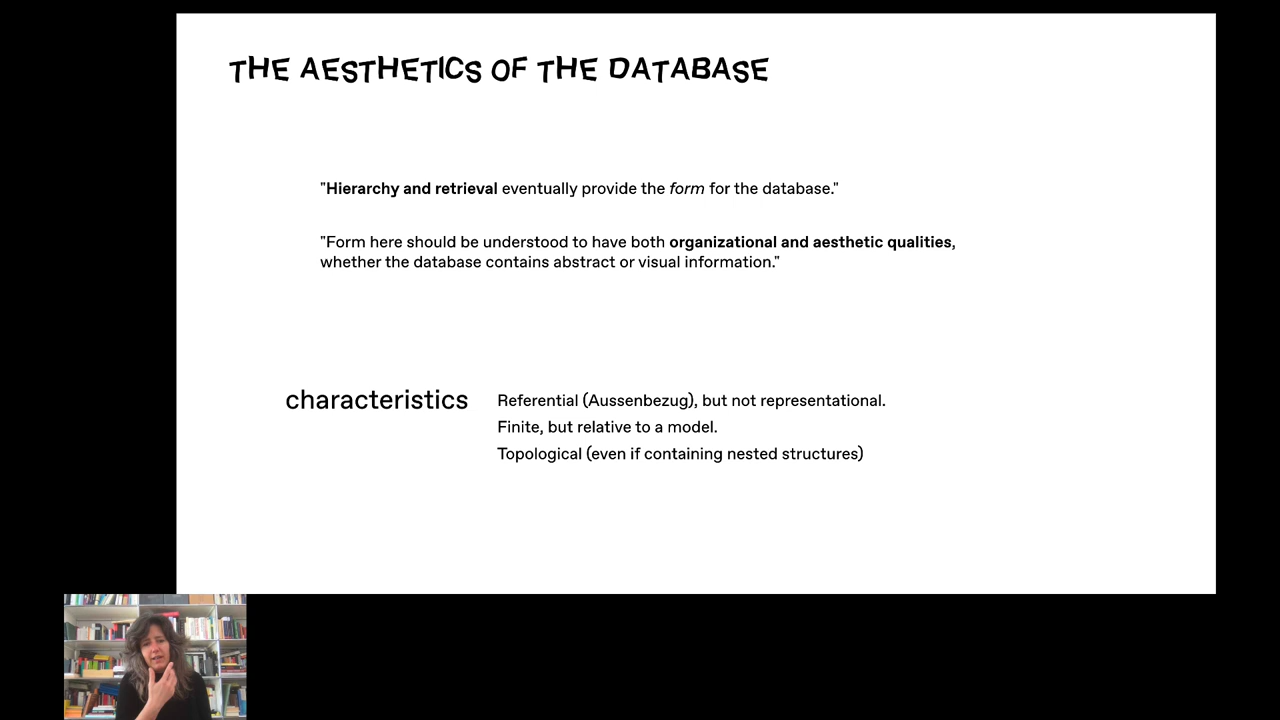 THE AESTHETICS OF THE DATABASE
"Hierarchy and retrieval eventually provide the form for the database."
"Form here should be understood to have both organizational and aesthetic qualities,
whether the database contains abstract or visual information."
characteristics
Referential (Aussenbezug), but not representational.
Finite, but relative to a model.
Topological (even if containing nested structures)